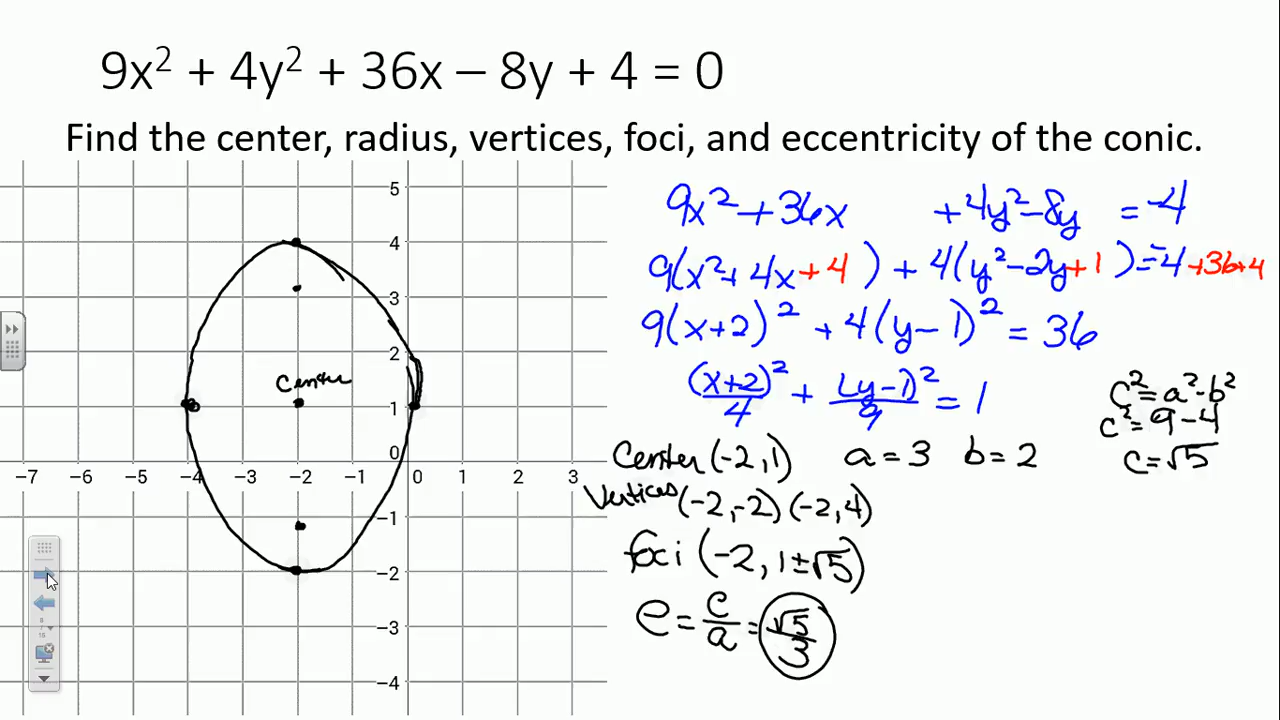 9x² + 4y² + 36x – 8y + 4 = 0
Find the center, radius, vertices, foci, and eccentricity of the conic.
5
4
3
2
1
0
−7 −6 −5 −4 −3 −2 −1 0 1 2 3
−1
−2
−3
−4
center
9x² + 36x + 4y² − 8y = −4
9(x² + 4x + 4) + 4(y² − 2y + 1) = −4 + 36 + 4
9(x+2)² + 4(y−1)² = 36
(x+2)²/4 + (y−1)²/9 = 1
c² = a² − b²
c² = 9 − 4
c = √5
Center (−2, 1) a = 3 b = 2
Vertices (−2, −2) (−2, 4)
foci (−2, 1 ± √5)
e = c/a = √5/3